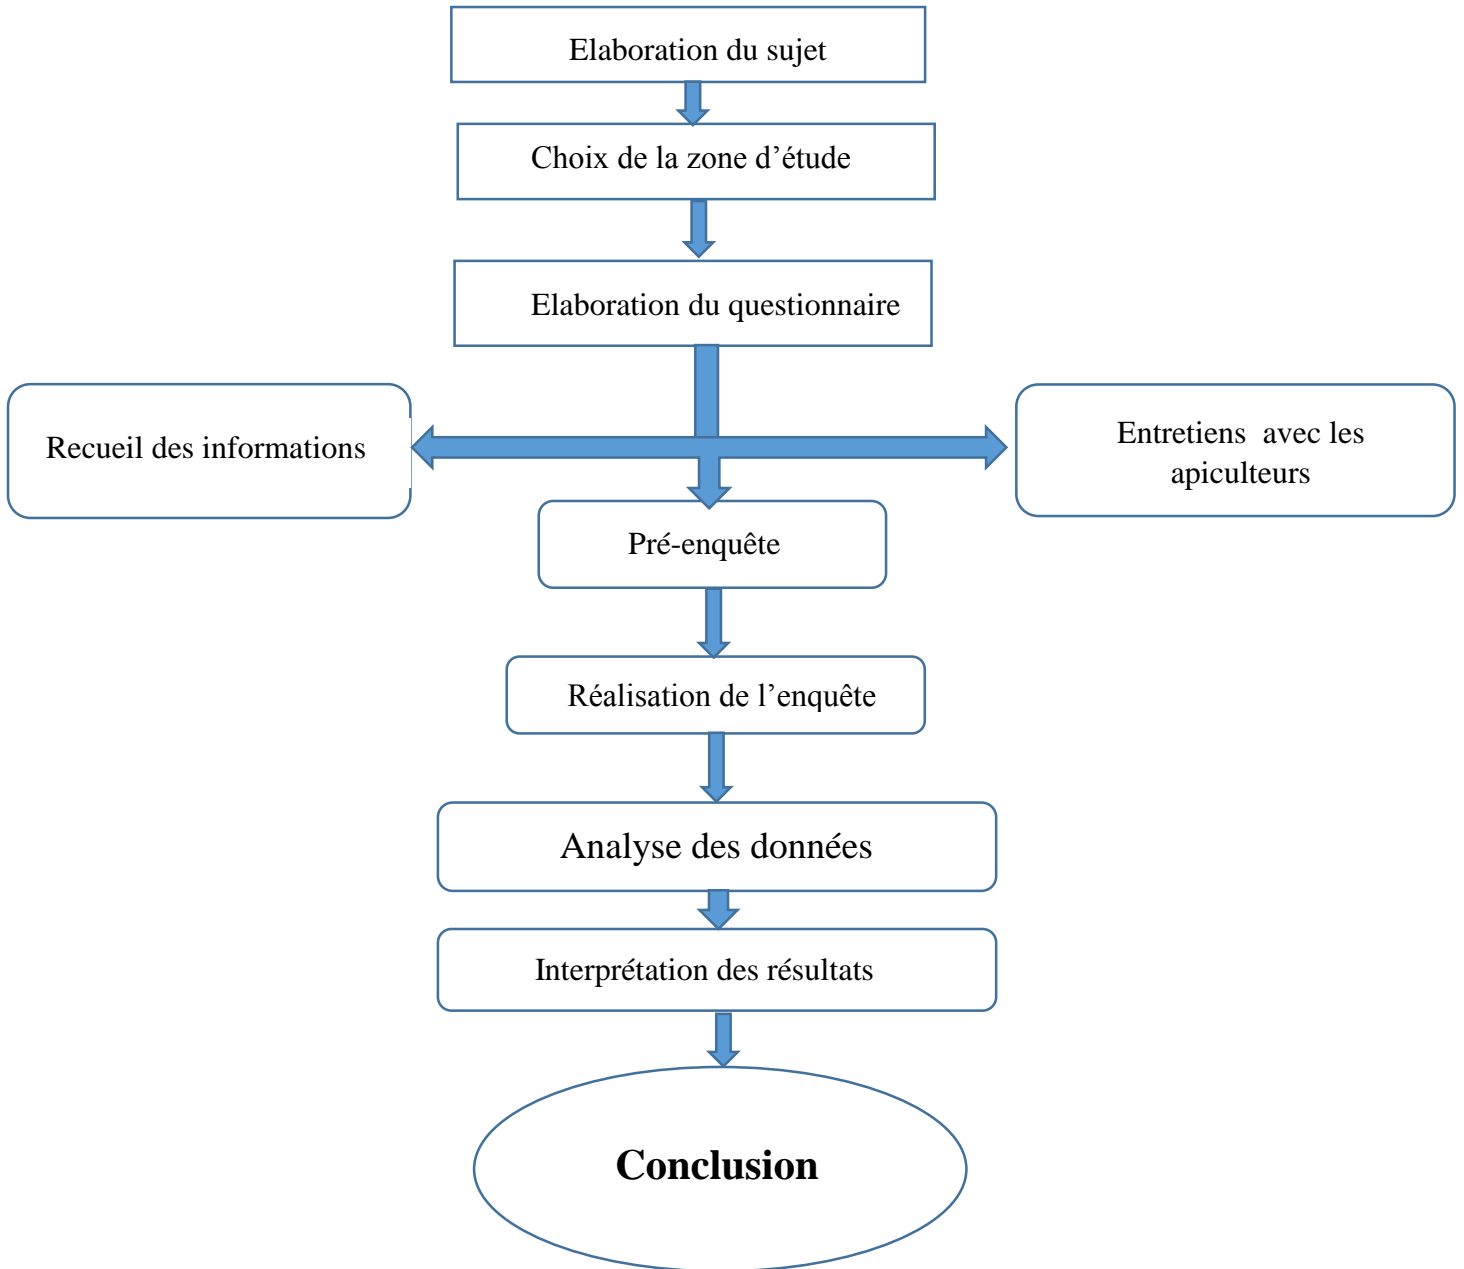 Elaboration du sujet
Choix de la zone d’étude
Elaboration du questionnaire
Recueil des informations
Entretiens  avec les
apiculteurs
Pré-enquête
Réalisation de l’enquête
Analyse des données
Interprétation des résultats
Conclusion